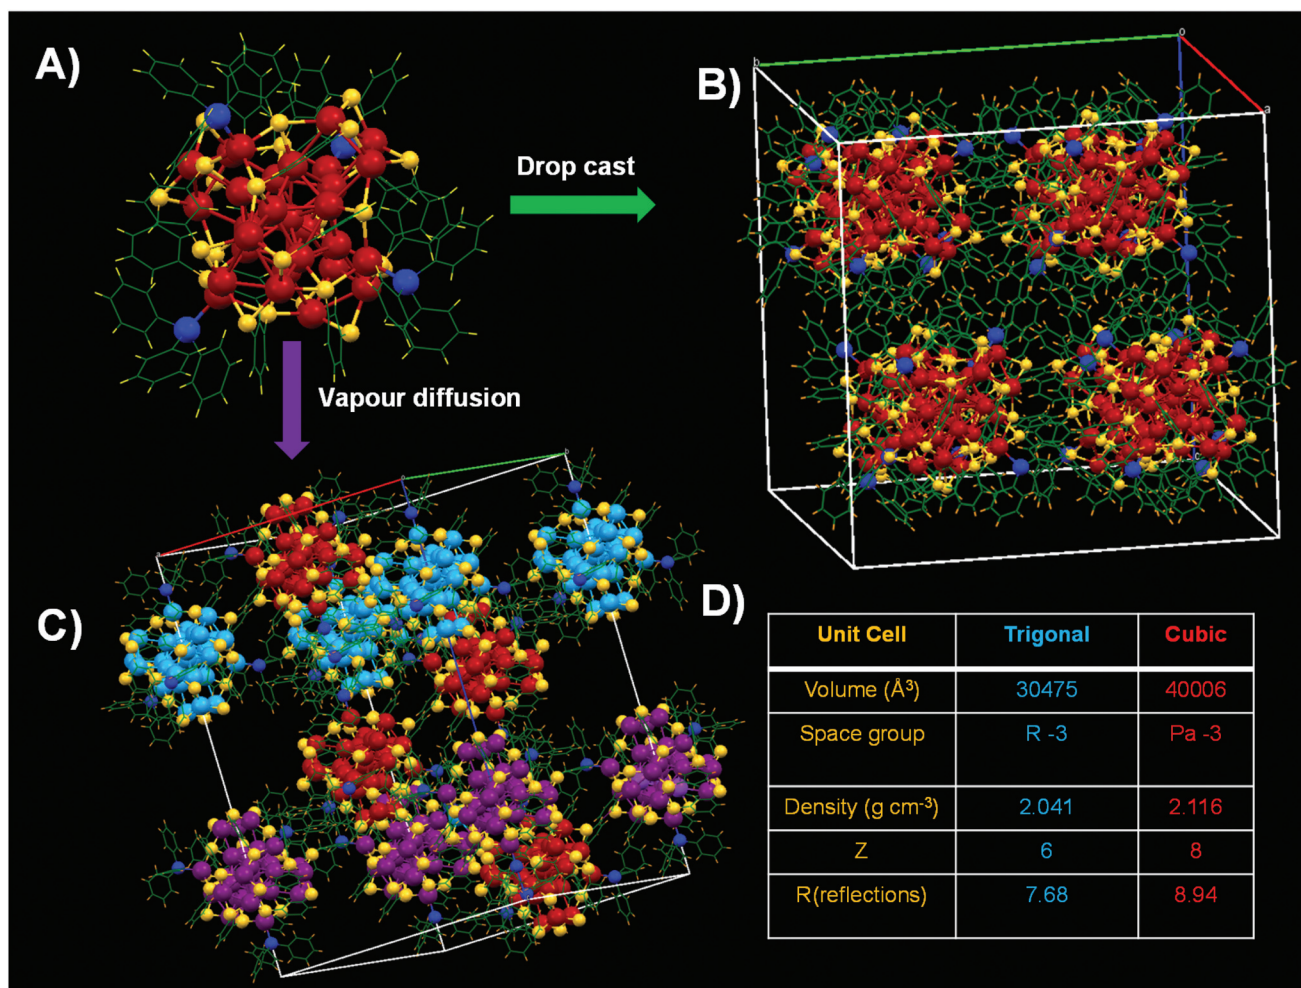 A)
Drop cast
B)
b
o
a
c
Vapour diffusion
C)
a
b
D)
Unit Cell Trigonal Cubic
Volume (Å³) 30475 40006
Space group R -3 Pa -3
Density (g cm⁻³) 2.041 2.116
Z 6 8
R(reflections) 7.68 8.94